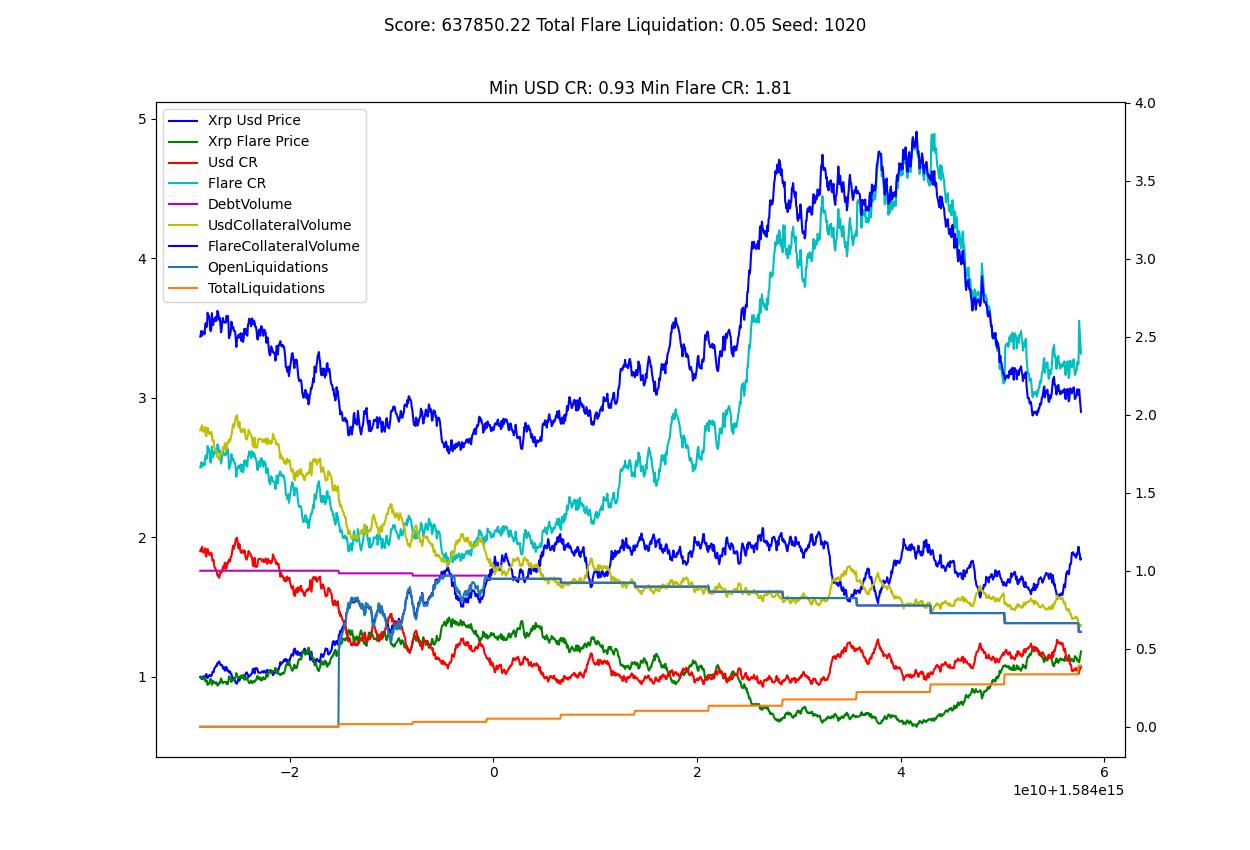 Score: 637850.22 Total Flare Liquidation: 0.05 Seed: 1020
Min USD CR: 0.93 Min Flare CR: 1.81
Xrp Usd Price
Xrp Flare Price
Usd CR
Flare CR
DebtVolume
UsdCollateralVolume
FlareCollateralVolume
OpenLiquidations
TotalLiquidations
5
4
3
2
1
4.0
3.5
3.0
2.5
2.0
1.5
1.0
0.5
0.0
−2 0 2 4 6
1e10+1.584e15